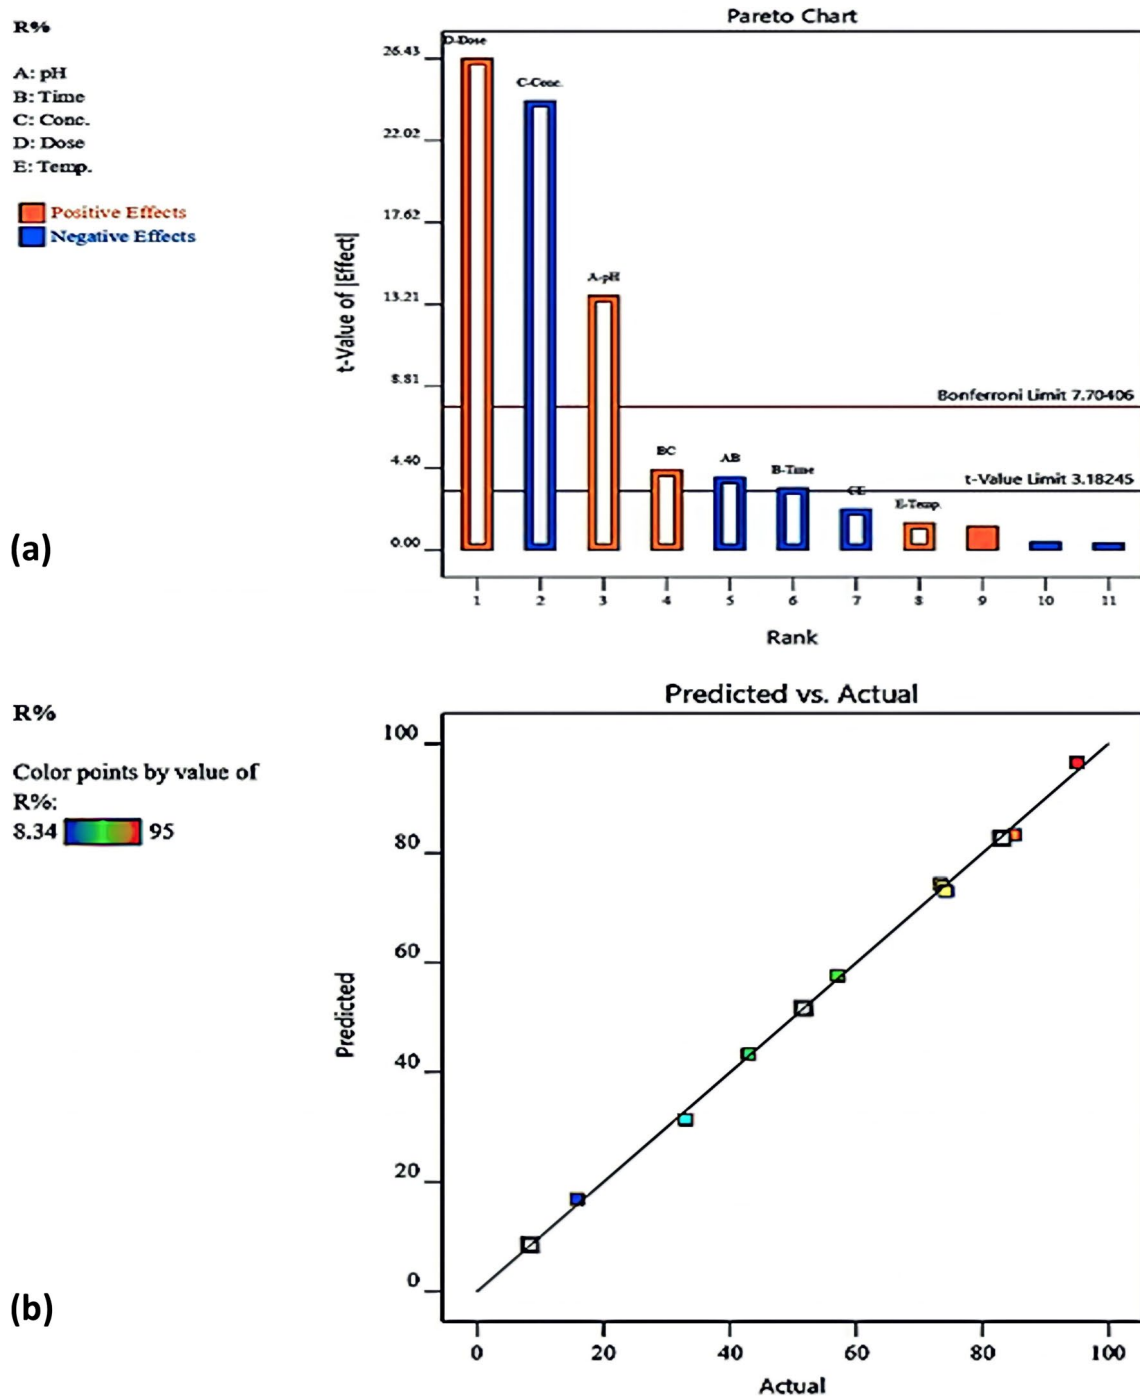 R%
A: pH
B: Time
C: Conc.
D: Dose
E: Temp.
Positive Effects
Negative Effects
Pareto Chart
t-Value of |Effect|
26.43
22.02
17.62
13.21
8.81
4.40
0.00
D-Dose
C-Conc.
A-pH
BC
AB
B-Time
CE
E-Temp.
Bonferroni Limit 7.70406
t-Value Limit 3.18245
1 2 3 4 5 6 7 8 9 10 11
Rank
(a)
R%
Color points by value of
R%:
8.34 95
Predicted vs. Actual
Predicted
100
80
60
40
20
0
0 20 40 60 80 100
Actual
(b)